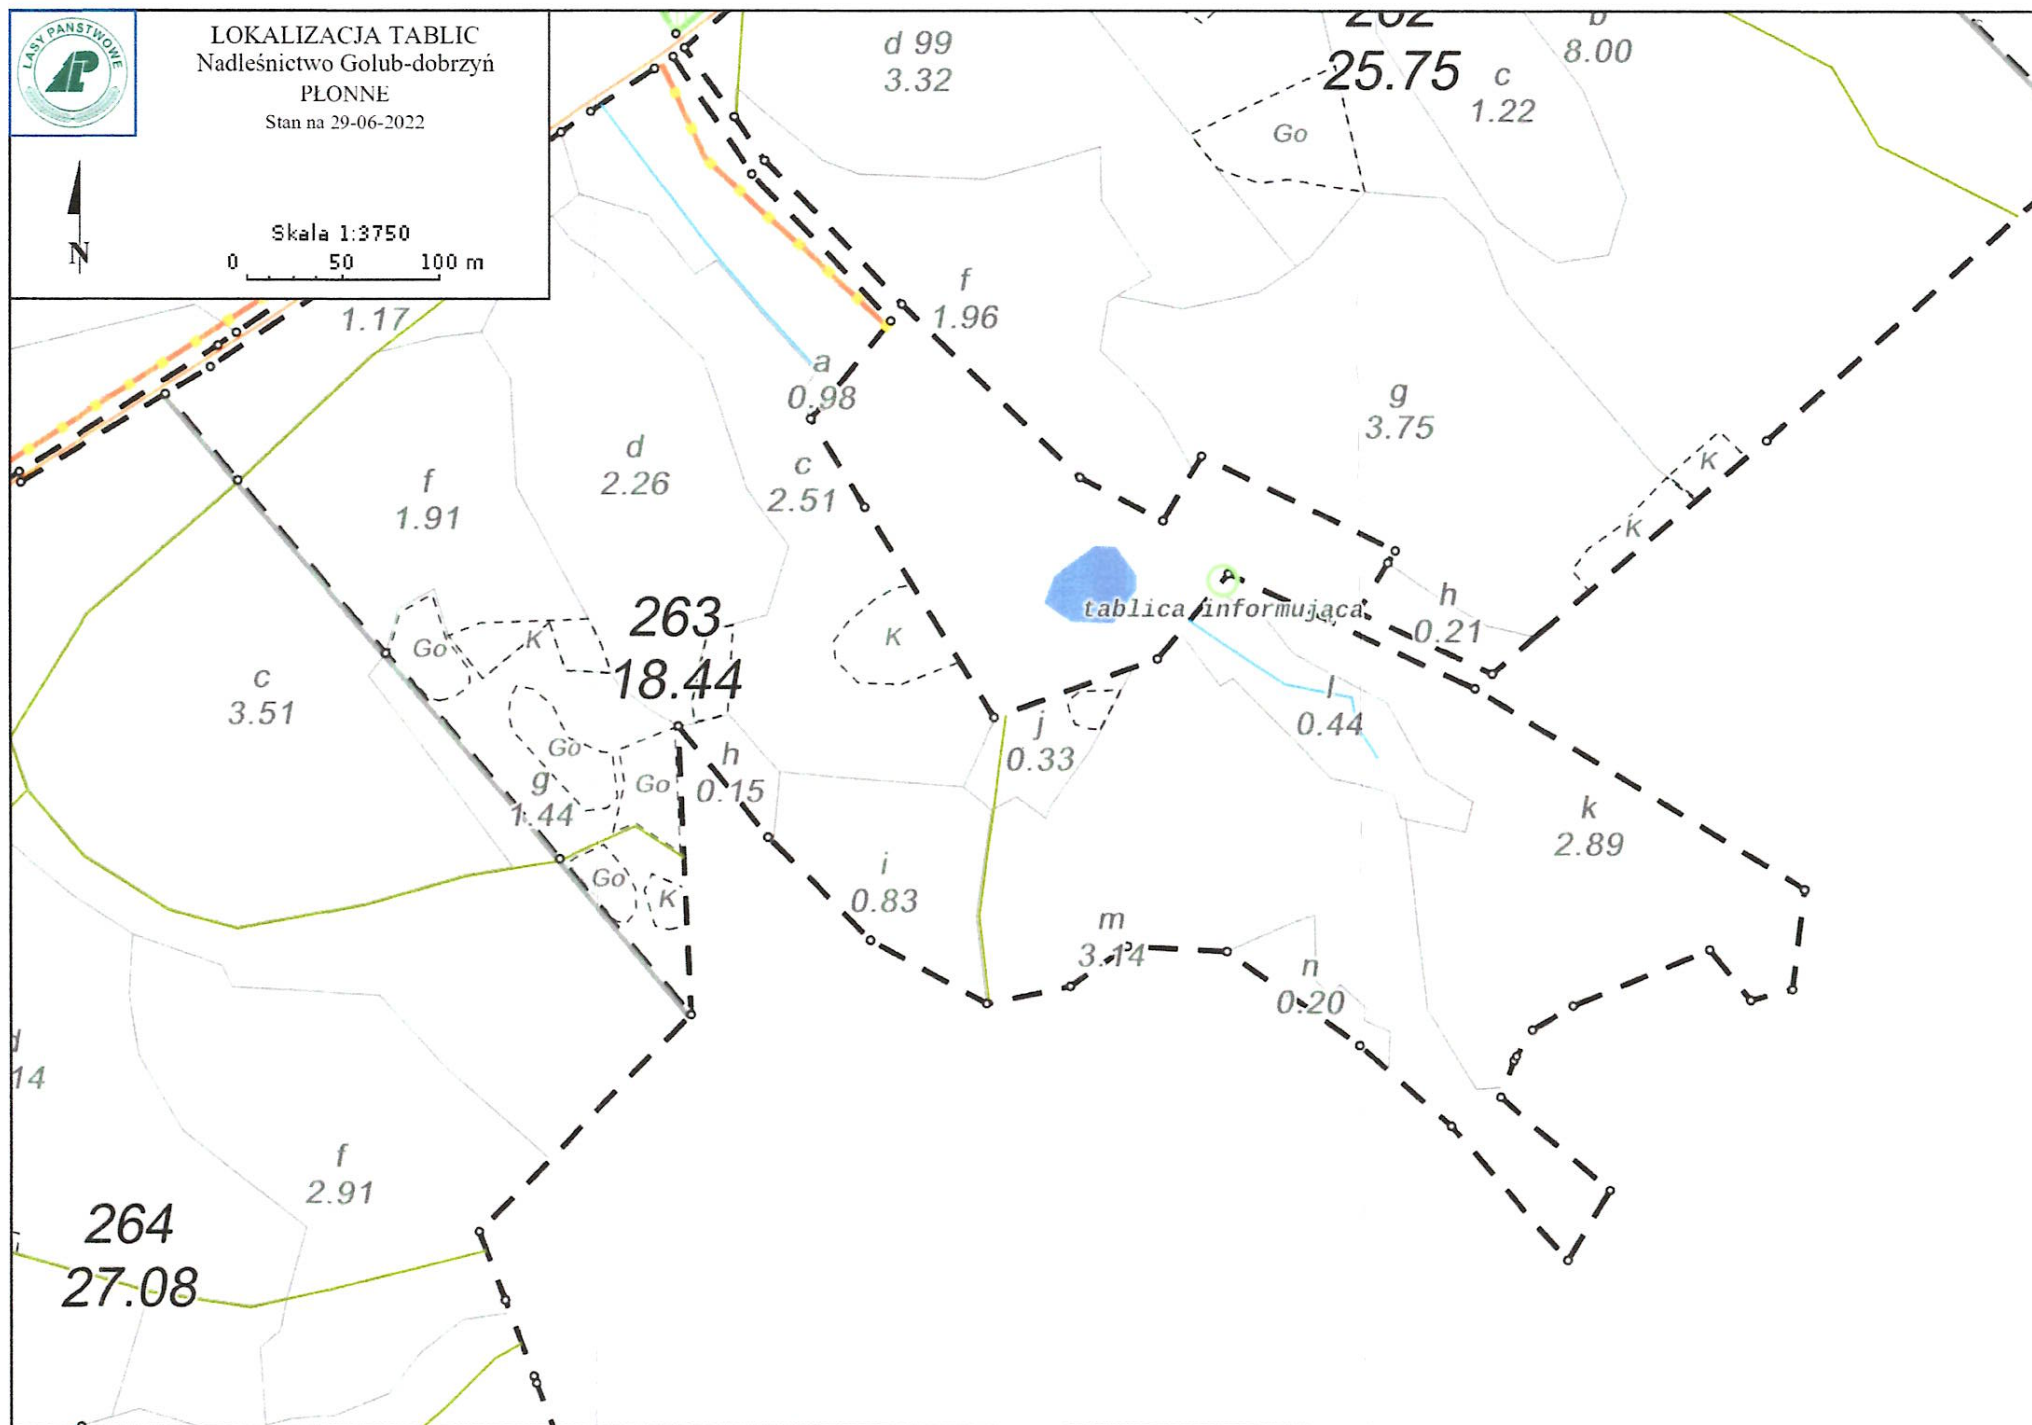 LASY PAŃSTWOWE
LOKALIZACJA TABLIC
Nadleśnictwo Golub-dobrzyń
PŁONNE
Stan na 29-06-2022
N
Skala 1:3750
0 50 100 m
d 99
3.32
25.75
b
8.00
c
1.22
Go
1.17
f
1.96
a
0.98
g
3.75
d
2.26
c
2.51
f
1.91
K
K
263
18.44
tablica informująca
h
0.21
Go
K
K
c
3.51
l
0.44
j
0.33
Go
Go
h
0.15
g
1.44
k
2.89
Go
K
i
0.83
m
3.14
n
0.20
d
14
f
2.91
264
27.08